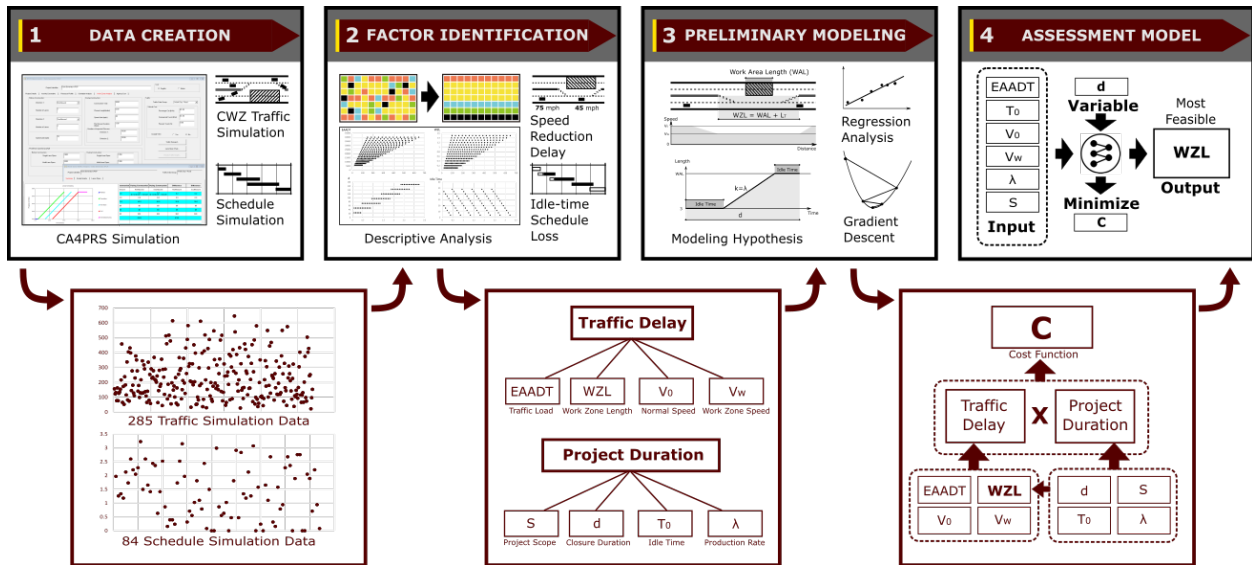 1 DATA CREATION
CWZ Traffic
Simulation
Schedule
Simulation
CA4PRS Simulation
2 FACTOR IDENTIFICATION
75 mph 45 mph
Speed
Reduction
Delay
Idle-time
Schedule
Loss
Descriptive Analysis
3 PRELIMINARY MODELING
Work Area Length (WAL)
WZL = WAL + Lt
Speed
V₀
Vw
Distance
Length
WAL
Idle Time
k=λ
Idle Time
d
Time
Modeling Hypothesis
Regression
Analysis
Gradient
Descent
4 ASSESSMENT MODEL
EAADT
T₀
V₀
Vw
λ
S
Input
d
Variable
Minimize
C
Most
Feasible
WZL
Output
700
600
500
400
300
200
100
0
285 Traffic Simulation Data
3.5
3
2.5
2
1.5
1
0.5
0
84 Schedule Simulation Data
Traffic Delay
EAADT WZL V₀ Vw
Traffic Load Work Zone Length Normal Speed Work Zone Speed
Project Duration
S d T₀ λ
Project Scope Closure Duration Idle Time Production Rate
C
Cost Function
Traffic
Delay
X
Project
Duration
EAADT WZL
V₀ Vw
d S
T₀ λ